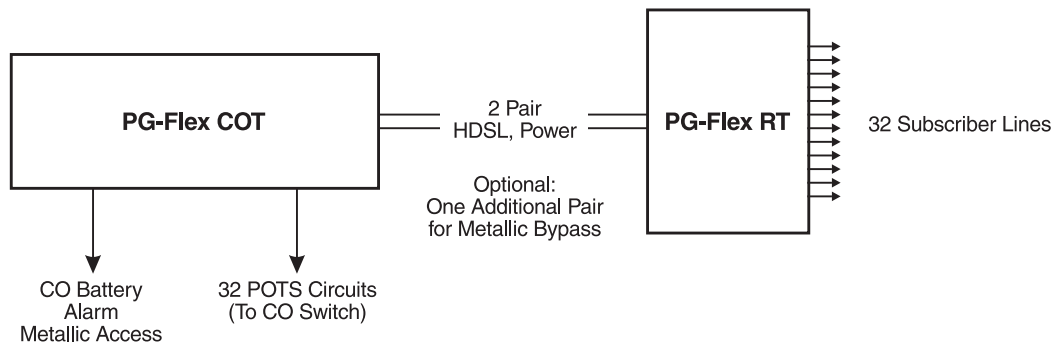 PG-Flex COT
2 Pair
HDSL, Power
PG-Flex RT
32 Subscriber Lines
Optional:
One Additional Pair
for Metallic Bypass
CO Battery
Alarm
Metallic Access
32 POTS Circuits
(To CO Switch)